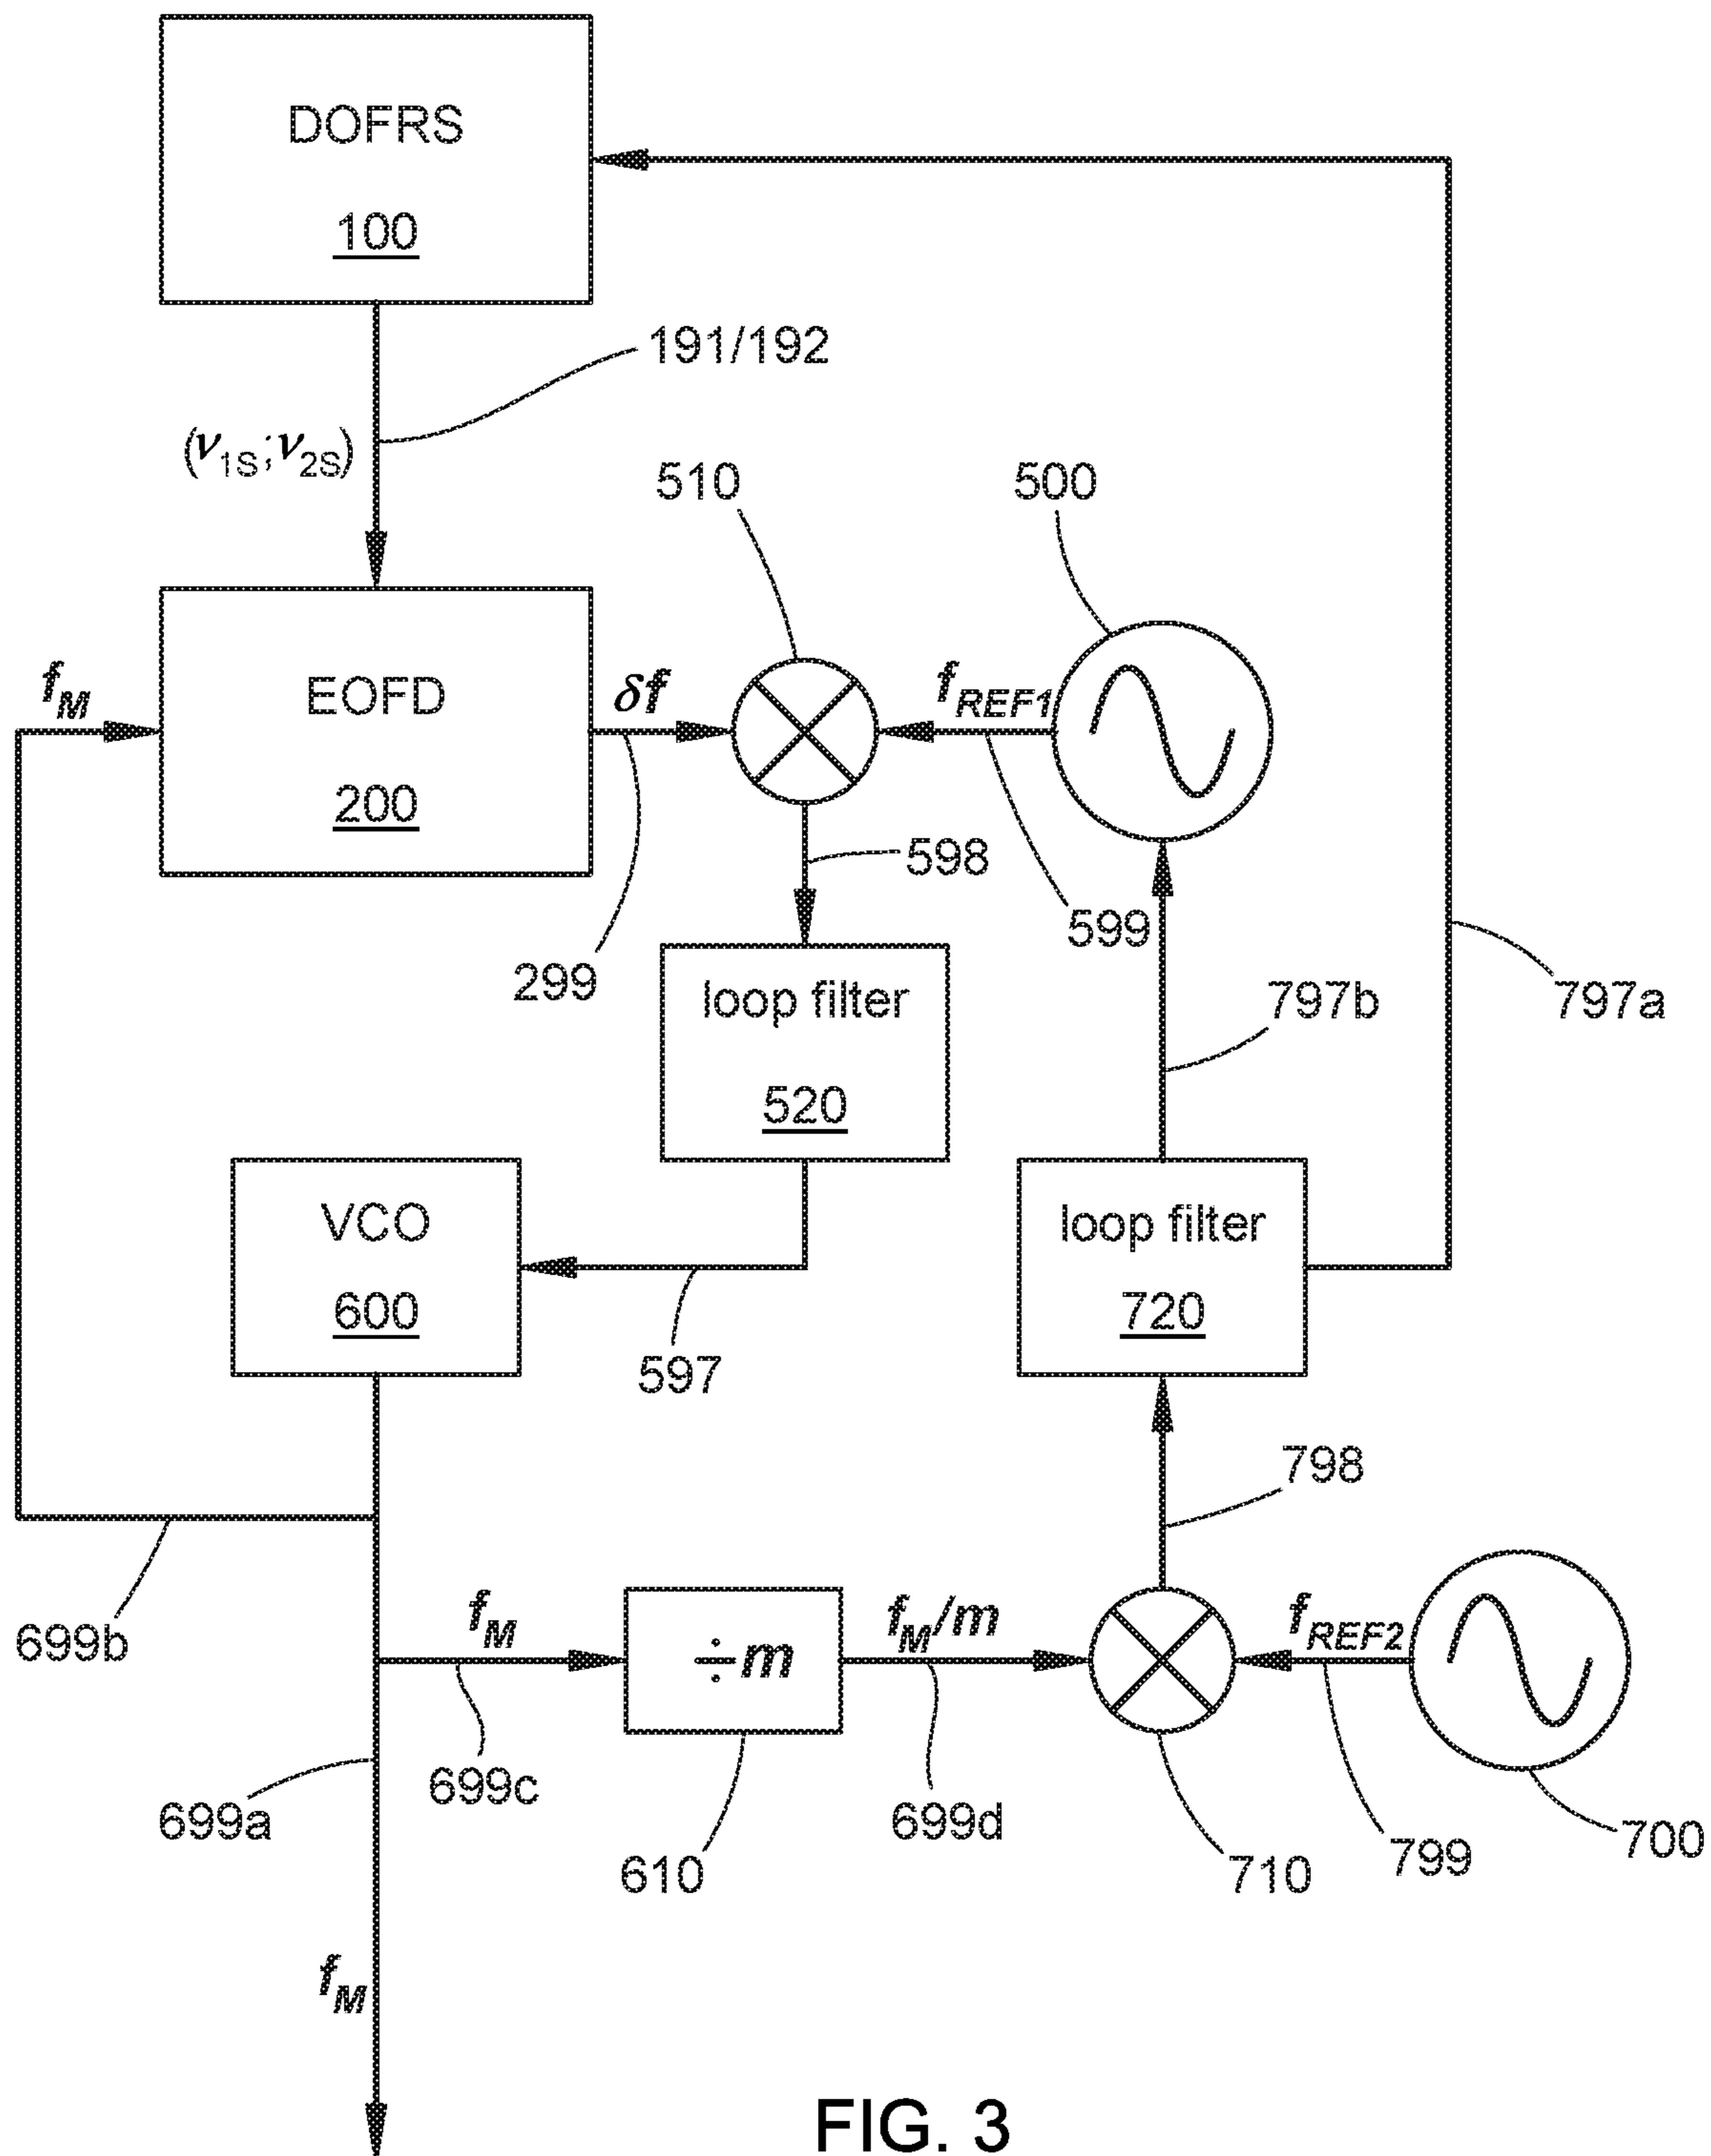 DOFRS
100
191/192
(ν1S;ν2S)
510
500
fM
EOFD
200
δf
fREF1
598
599
299
loop filter
520
797b
797a
VCO
600
loop filter
720
597
798
699b
fM
÷m
fM/m
fREF2
699c
699a
699d
610
710
799
700
fM
FIG. 3